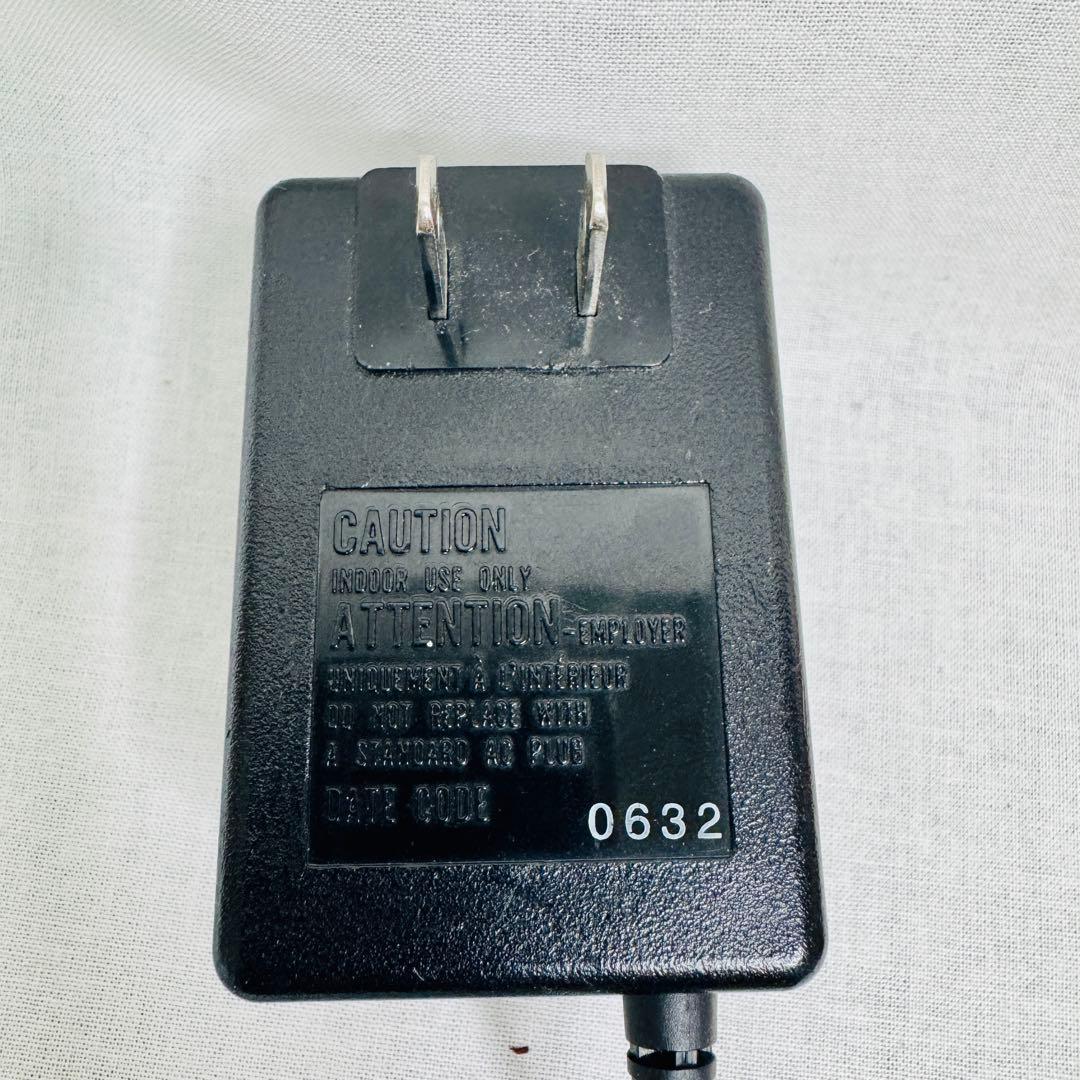 CAUTION
INDOOR USE ONLY
ATTENTION-EMPLOYER
UNIQUEMENT À L'INTÉRIEUR
DO NOT REPLACE WITH
A STANDARD AC PLUG
DATE CODE 0632